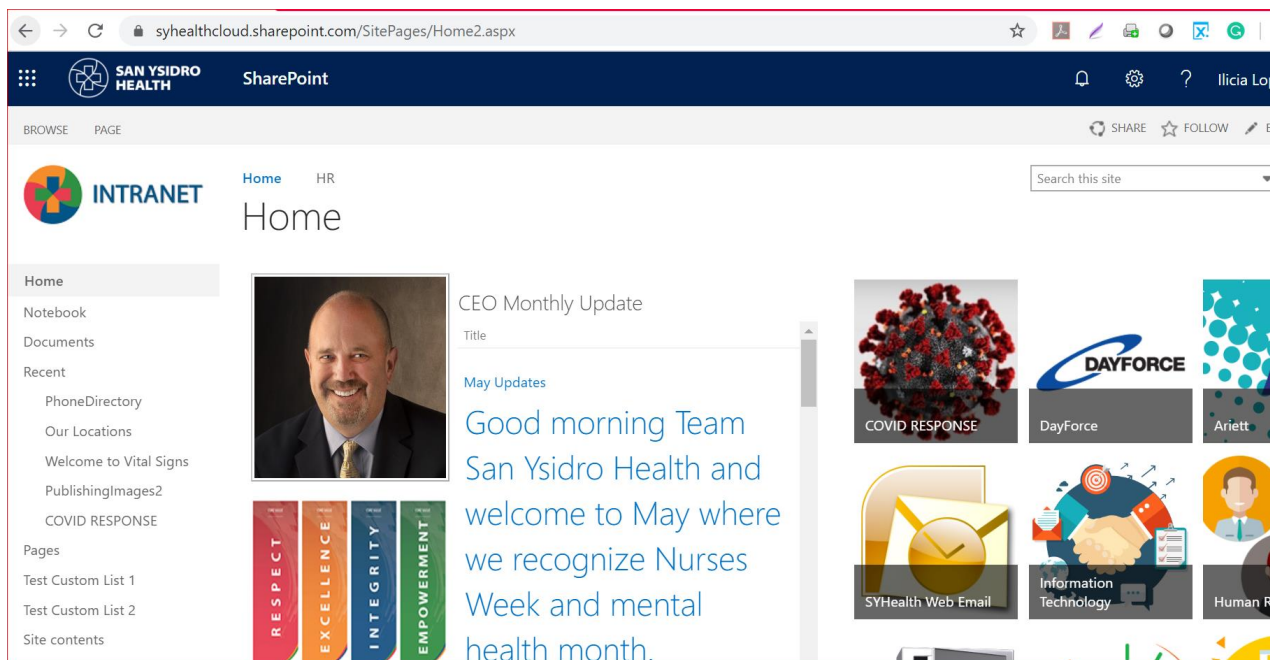 syhealthcloud.sharepoint.com/SitePages/Home2.aspx
SAN YSIDRO
HEALTH
SharePoint
?
Ilicia
BROWSE PAGE
SHARE FOLLOW
INTRANET
Home HR
Search this site
Home
Home
Notebook
Documents
Recent
PhoneDirectory
Our Locations
Welcome to Vital Signs
PublishingImages2
COVID RESPONSE
Pages
Test Custom List 1
Test Custom List 2
Site contents
RESPECT
EXCELLENCE
INTEGRITY
EMPOWERMENT
CEO Monthly Update
Title
May Updates
Good morning Team
San Ysidro Health and
welcome to May where
we recognize Nurses
Week and mental
health month.
COVID RESPONSE
DAYFORCE
DayForce
Ariett
SYHealth Web Email
Information
Technology
Human